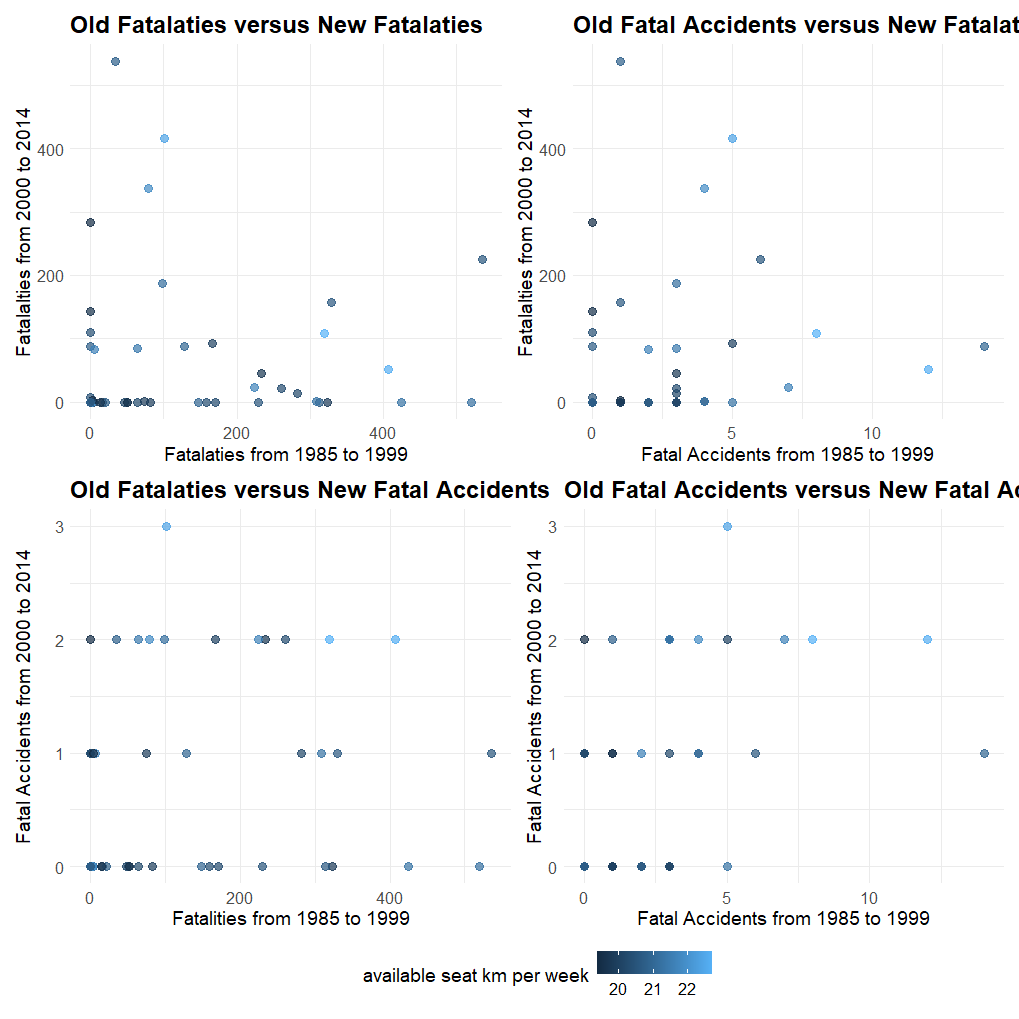 Old Fatalaties versus New Fatalaties
Old Fatal Accidents versus New Fatalat
Fatalalties from 2000 to 2014
400
200
0
0
200
400
Fatalaties from 1985 to 1999
Fatalalties from 2000 to 2014
400
200
0
0
5
10
Fatal Accidents from 1985 to 1999
Old Fatalaties versus New Fatal Accidents
Old Fatal Accidents versus New Fatal Ac
Fatal Accidents from 2000 to 2014
3
2
1
0
0
200
400
Fatalities from 1985 to 1999
Fatal Accidents from 2000 to 2014
3
2
1
0
0
5
10
Fatal Accidents from 1985 to 1999
available seat km per week
20
21
22